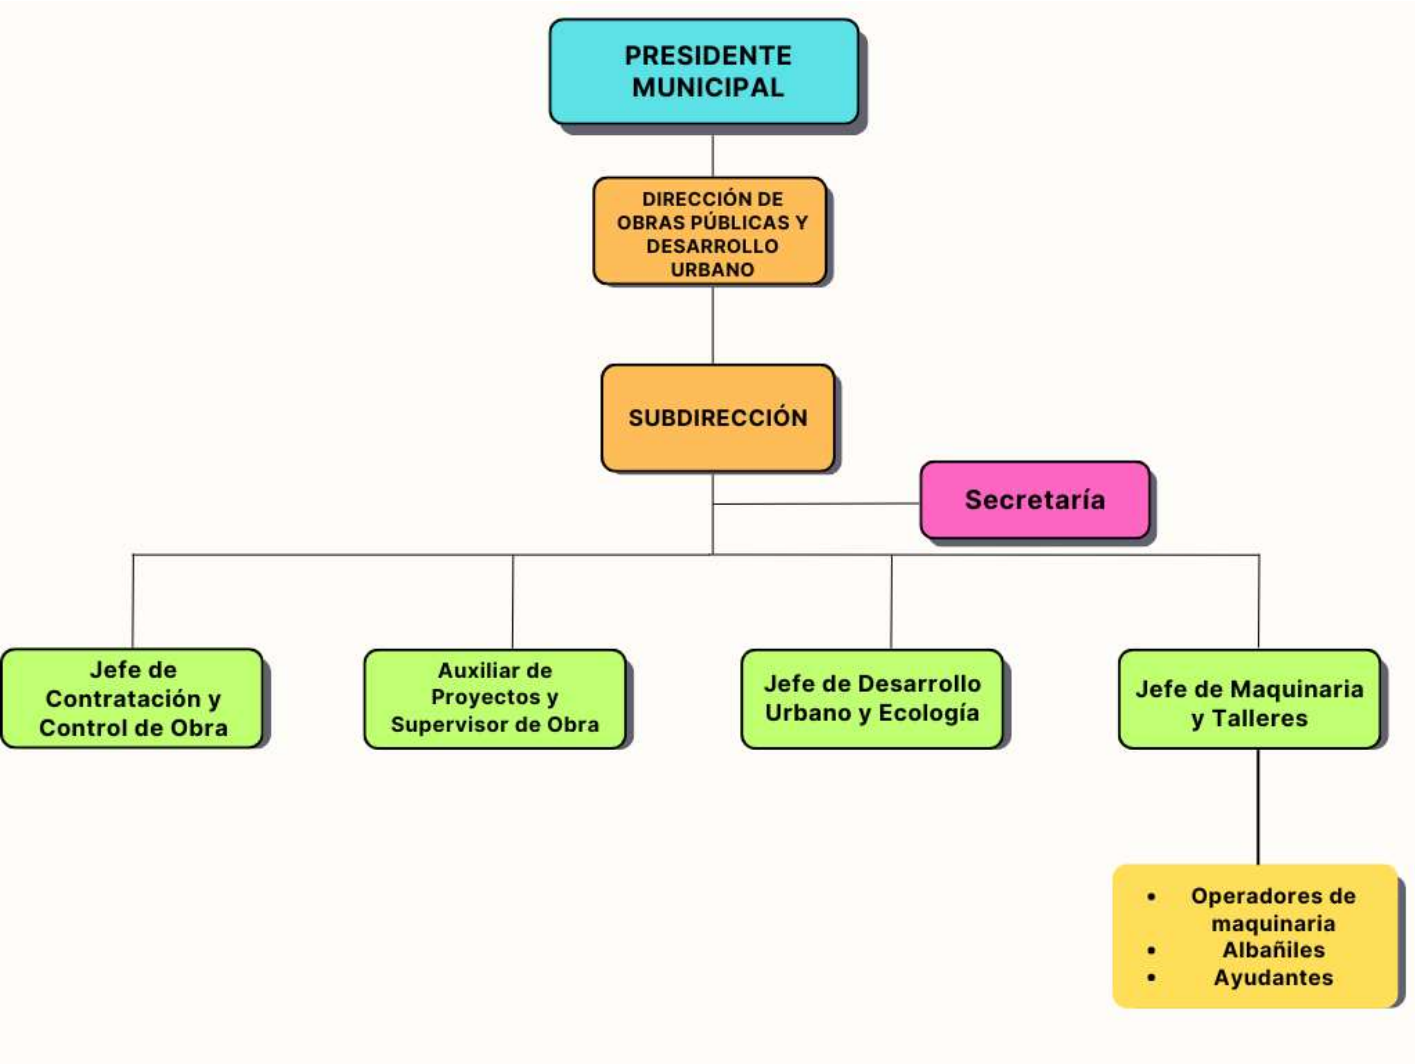 PRESIDENTE
MUNICIPAL
DIRECCIÓN DE
OBRAS PÚBLICAS Y
DESARROLLO
URBANO
SUBDIRECCIÓN
Secretaría
Jefe de
Contratación y
Control de Obra
Auxiliar de
Proyectos y
Supervisor de Obra
Jefe de Desarrollo
Urbano y Ecología
Jefe de Maquinaria
y Talleres
• Operadores de
maquinaria
• Albañiles
• Ayudantes